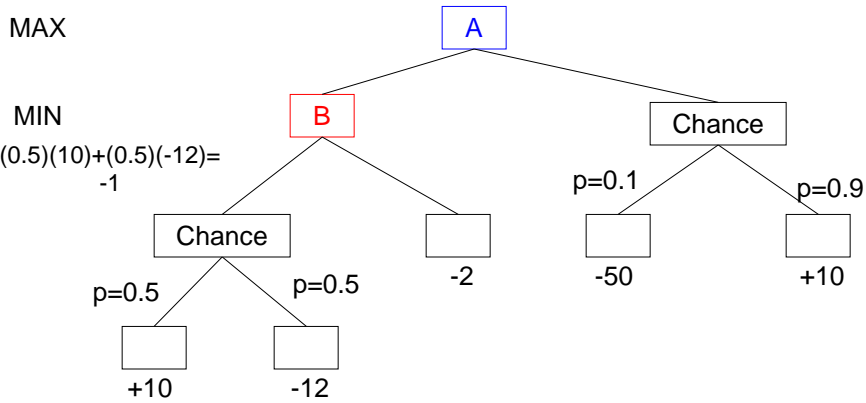 MAX
A
MIN
B
Chance
(0.5)(10)+(0.5)(-12)=
-1
p=0.1
p=0.9
Chance
-2
-50
+10
p=0.5
p=0.5
+10
-12